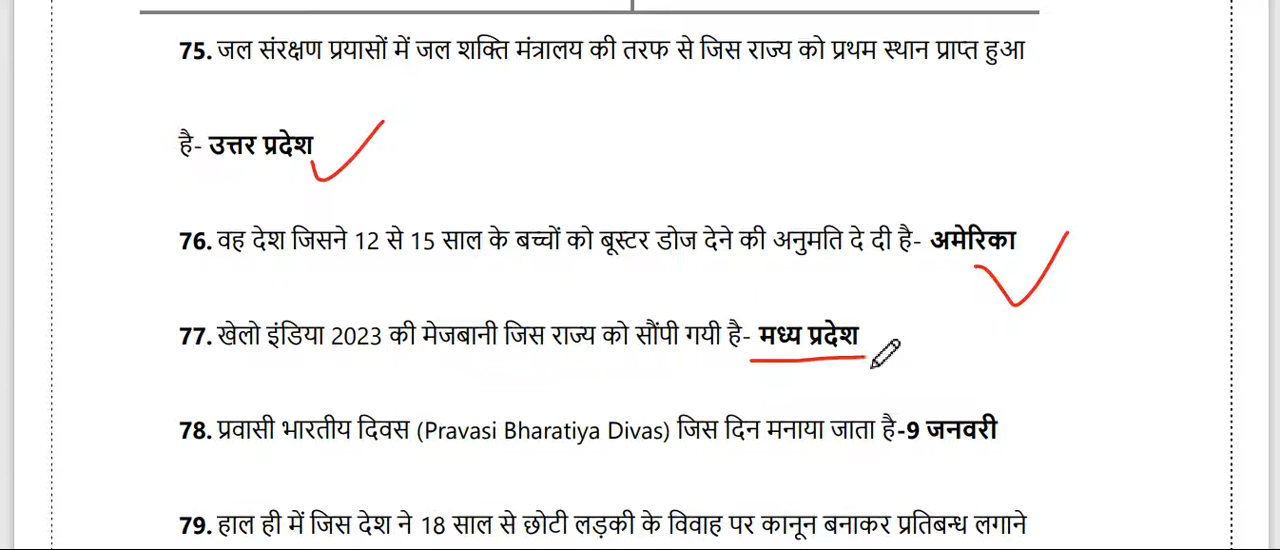 75. जल संरक्षण प्रयासों में जल शक्ति मंत्रालय की तरफ से जिस राज्य को प्रथम स्थान प्राप्त हुआ
है- उत्तर प्रदेश
76. वह देश जिसने 12 से 15 साल के बच्चों को बूस्टर डोज देने की अनुमति दे दी है- अमेरिका
77. खेलो इंडिया 2023 की मेजबानी जिस राज्य को सौंपी गयी है- मध्य प्रदेश
78. प्रवासी भारतीय दिवस (Pravasi Bharatiya Divas) जिस दिन मनाया जाता है-9 जनवरी
79. हाल ही में जिस देश ने 18 साल से छोटी लड़की के विवाह पर कानून बनाकर प्रतिबन्ध लगाने